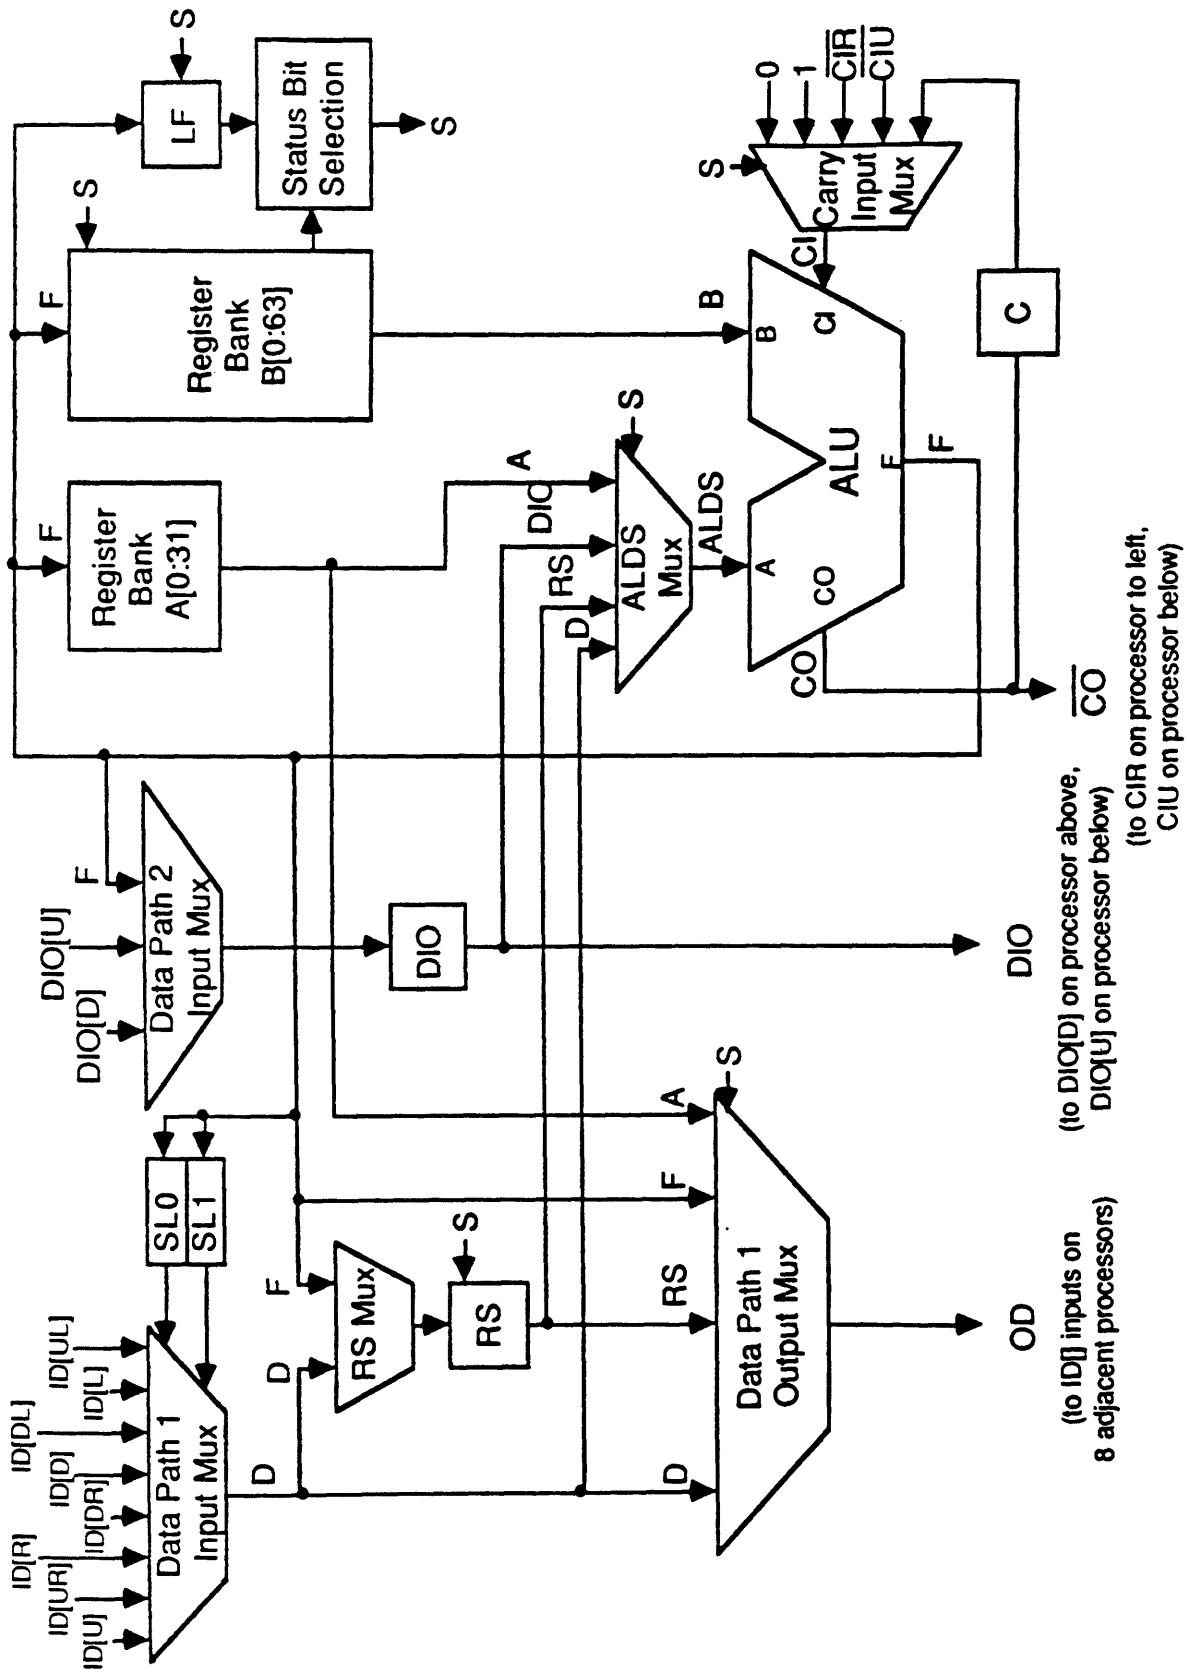 ID[U]
ID[UR]
ID[R]
ID[DR]
ID[D]
ID[DL]
ID[L]
ID[UL]
Data Path 1
Input Mux
SL0
SL1
DIO[D]
DIO[U]
F
Data Path 2
Input Mux
F
Register
Bank
A[0:31]
F
S
Register
Bank
B[0:63]
LF
S
Status Bit
Selection
S
D
D
F
RS Mux
RS
S
DIO
D
RS
F
A
S
Data Path 1
Output Mux
D
RS
DIO
A
S
ALDS
Mux
ALDS
B
A
B
CO
CI
ALU
F
F
CO
CI
S
Carry
Input
Mux
0
1
C̅I̅R̅
C̅I̅U̅
C
OD
(to ID[] inputs on
8 adjacent processors)
DIO
(to DIO[D] on processor above,
DIO[U] on processor below)
C̅O̅
(to CIR on processor to left,
CIU on processor below)